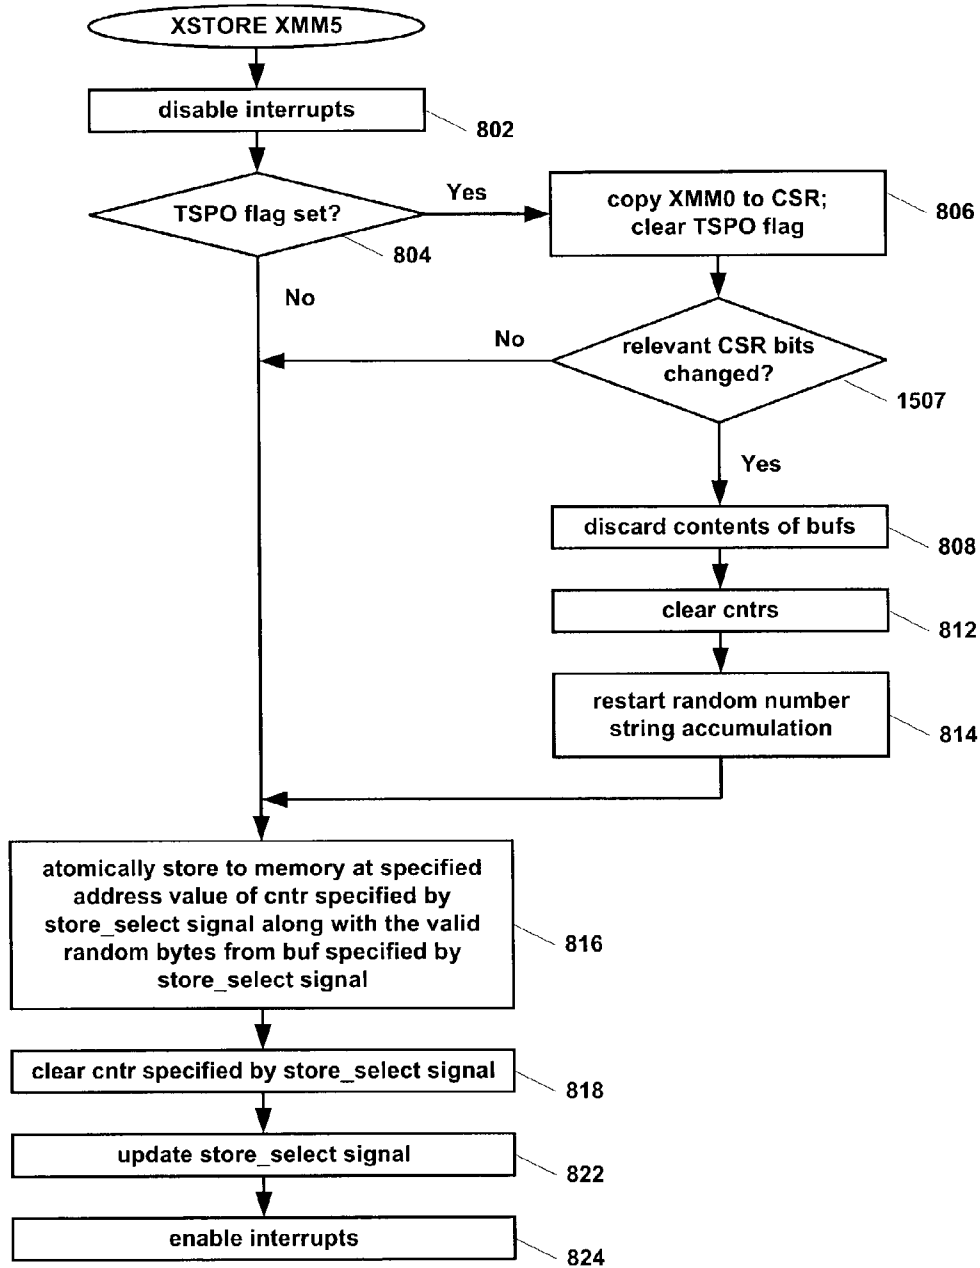 XSTORE XMM5
disable interrupts
802
TSPO flag set?
804
Yes
No
copy XMM0 to CSR;
clear TSPO flag
806
relevant CSR bits
changed?
1507
No
Yes
discard contents of bufs
808
clear cntrs
812
restart random number
string accumulation
814
atomically store to memory at specified
address value of cntr specified by
store_select signal along with the valid
random bytes from buf specified by
store_select signal
816
clear cntr specified by store_select signal
818
update store_select signal
822
enable interrupts
824